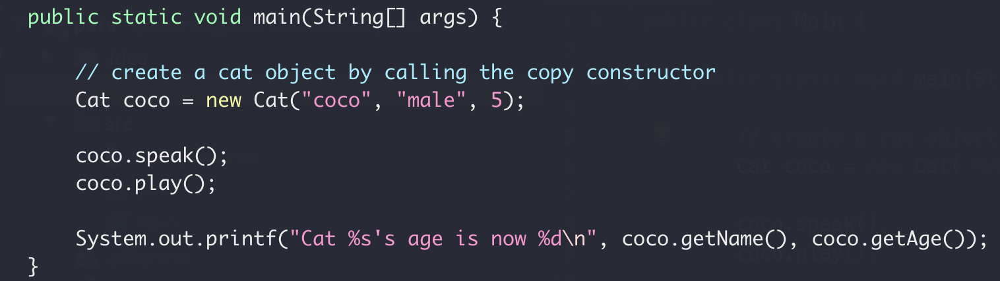 public static void main(String[] args) {
// create a cat object by calling the copy constructor
Cat coco = new Cat("coco", "male", 5);
coco.speak();
coco.play();
System.out.printf("Cat %s's age is now %d\n", coco.getName(), coco.getAge());
}